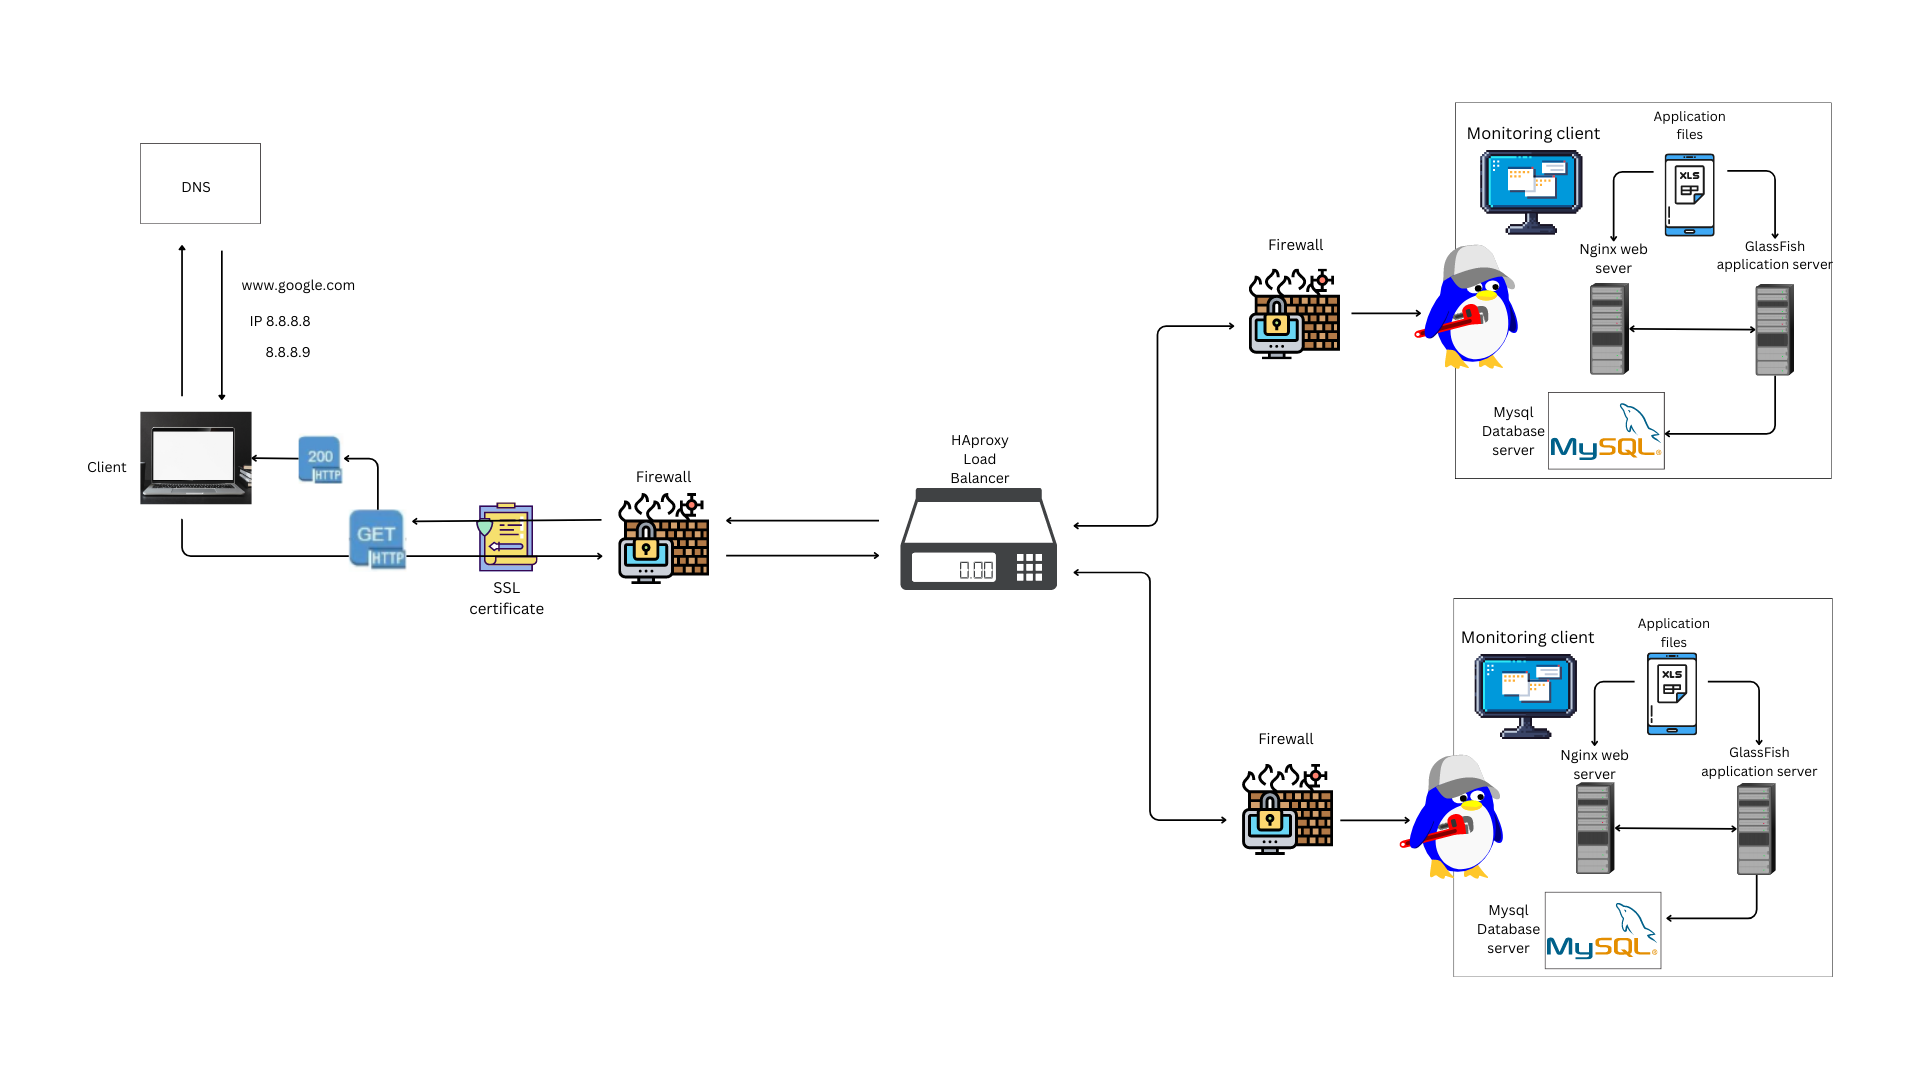 DNS
www.google.com
IP 8.8.8.8
8.8.8.9
Client
200
HTTP
GET
HTTP
SSL
certificate
Firewall
HAproxy
Load
Balancer
0.00
Firewall
Monitoring client
Application
files
XLS
Nginx web
sever
GlassFish
application server
Mysql
Database
server
MySQL®
Firewall
Monitoring client
Application
files
XLS
Nginx web
server
GlassFish
application server
Mysql
Database
server
MySQL®